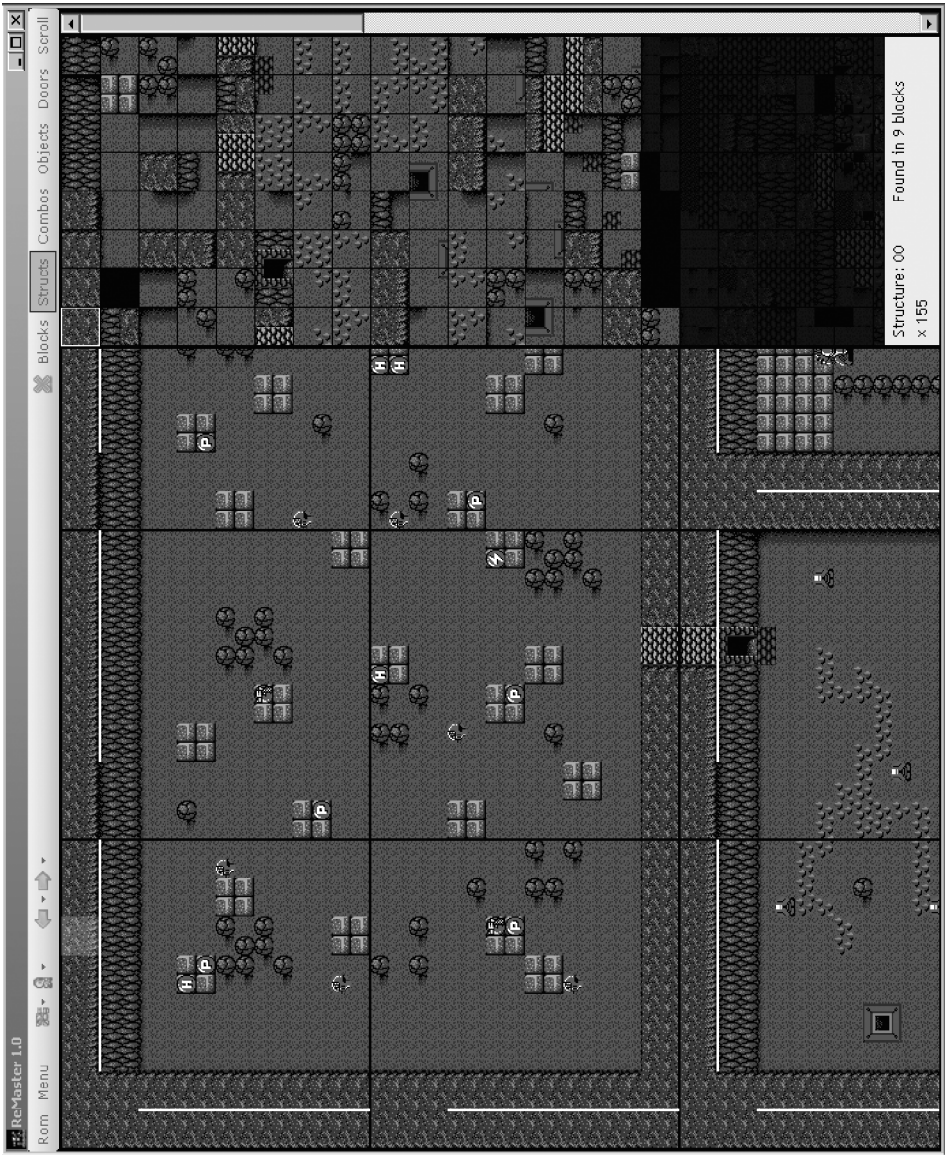 ReMaster 1.0
Rom Menu
Blocks Structs Combos Objects Doors Scroll
H
P
P
H
P
P
P
H
H
P
Structure: 00 Found in 9 blocks
x 155